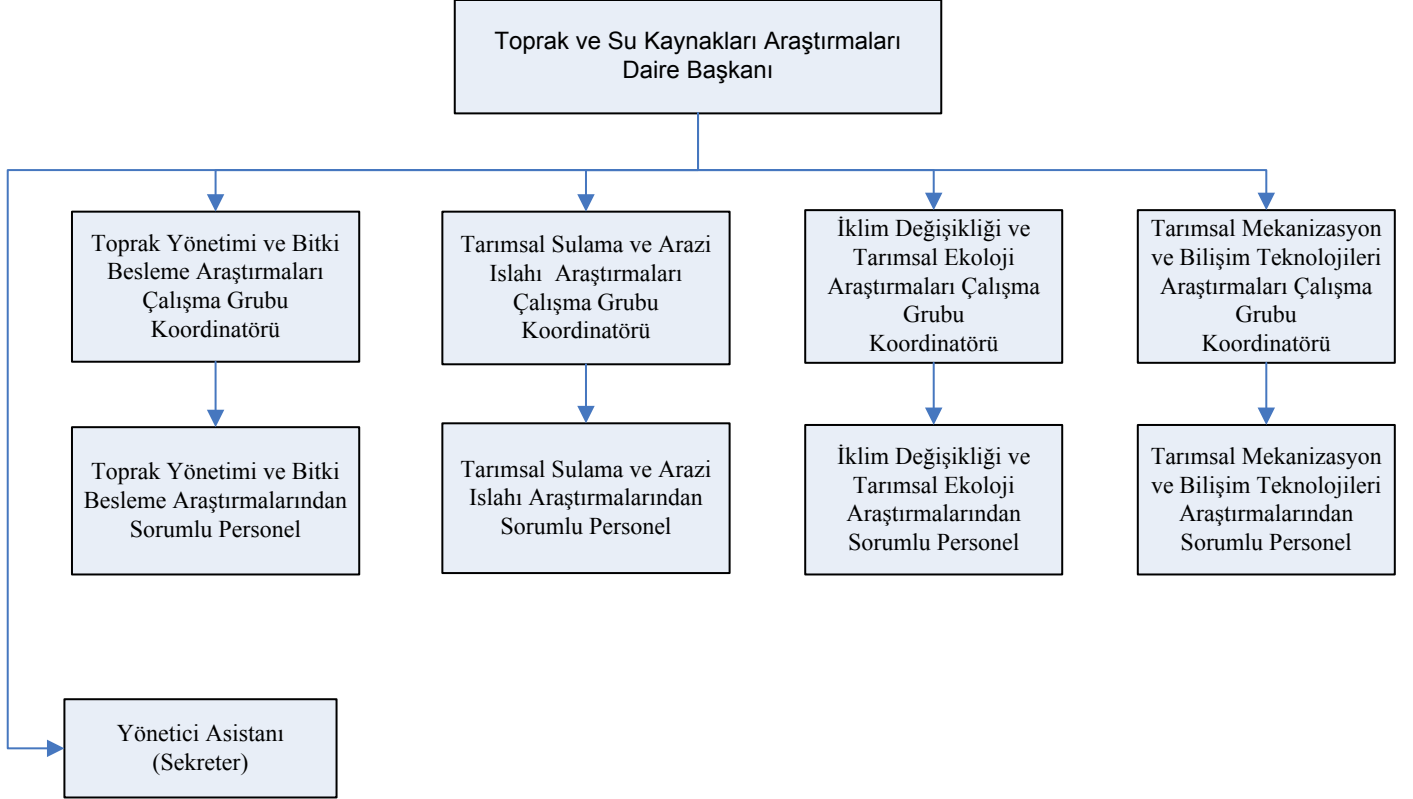 Toprak ve Su Kaynakları Araştırmaları
Daire Başkanı
Toprak Yönetimi ve Bitki
Besleme Araştırmaları
Çalışma Grubu
Koordinatörü
Tarımsal Sulama ve Arazi
Islahı Araştırmaları
Çalışma Grubu
Koordinatörü
İklim Değişikliği ve
Tarımsal Ekoloji
Araştırmaları Çalışma
Grubu
Koordinatörü
Tarımsal Mekanizasyon
ve Bilişim Teknolojileri
Araştırmaları Çalışma
Grubu
Koordinatörü
Toprak Yönetimi ve Bitki
Besleme Araştırmalarından
Sorumlu Personel
Tarımsal Sulama ve Arazi
Islahı Araştırmalarından
Sorumlu Personel
İklim Değişikliği ve
Tarımsal Ekoloji
Araştırmalarından
Sorumlu Personel
Tarımsal Mekanizasyon
ve Bilişim Teknolojileri
Araştırmalarından
Sorumlu Personel
Yönetici Asistanı
(Sekreter)